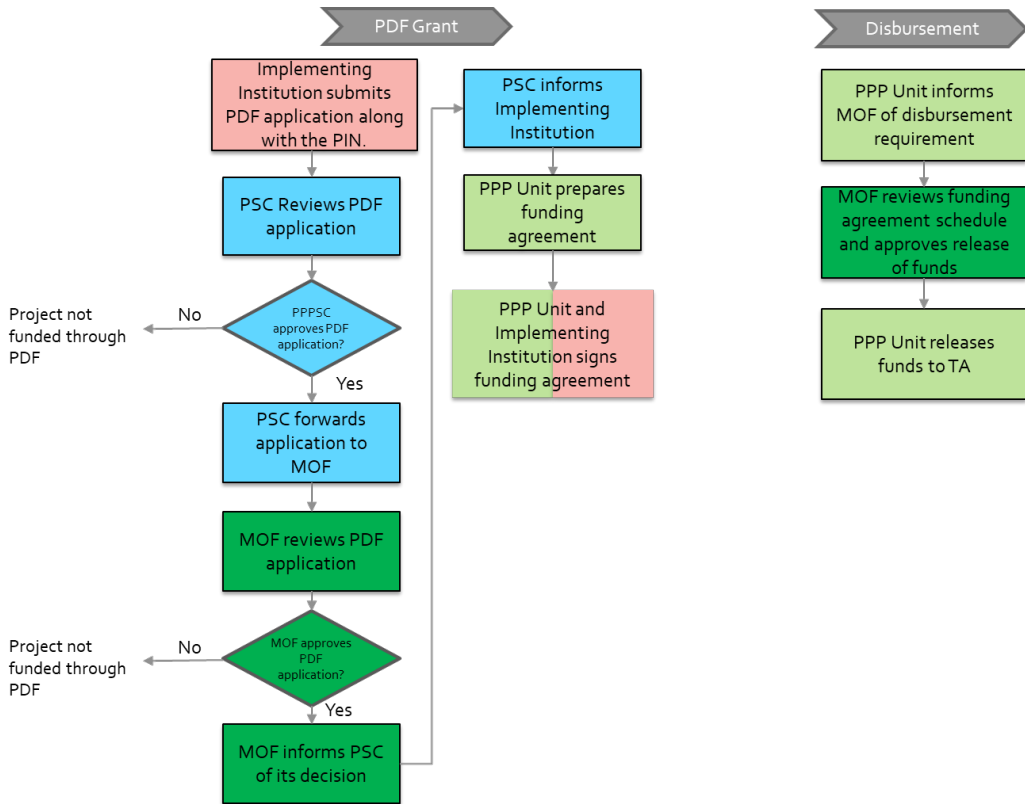 PDF Grant
Implementing
Institution submits
PDF application along
with the PIN.
PSC Reviews PDF
application
PPPSC
approves PDF
application?
No
Project not
funded through
PDF
Yes
PSC forwards
application to
MOF
MOF reviews PDF
application
MOF approves
PDF
application?
No
Project not
funded through
PDF
Yes
MOF informs PSC
of its decision
PSC informs
Implementing
Institution
PPP Unit prepares
funding
agreement
PPP Unit and
Implementing
Institution signs
funding agreement
Disbursement
PPP Unit informs
MOF of disbursement
requirement
MOF reviews funding
agreement schedule
and approves release
of funds
PPP Unit releases
funds to TA